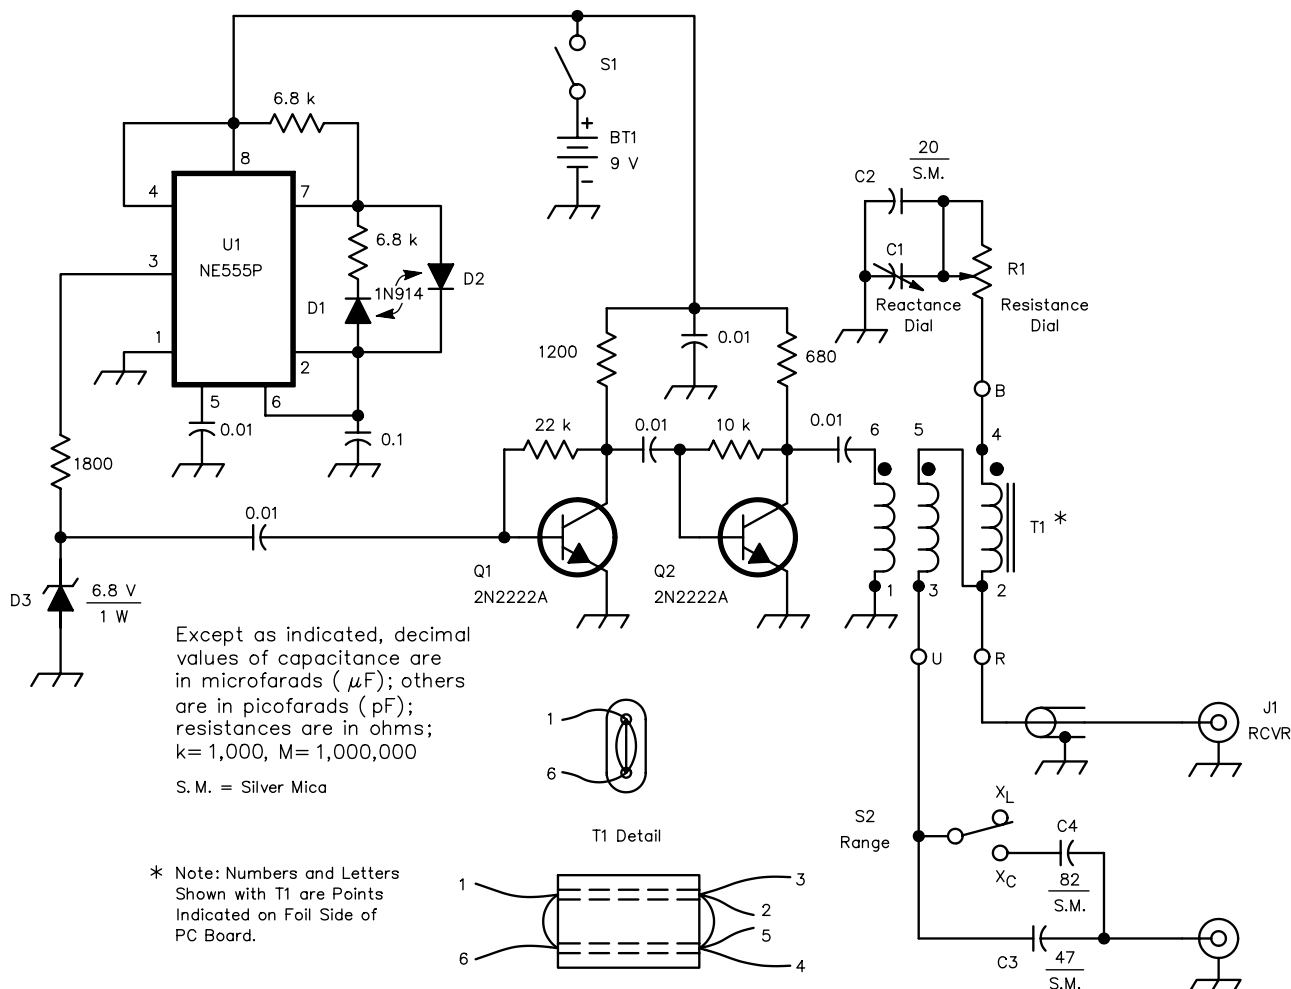 S1
6.8 k
+
BT1
9 V
−
8
4
7
U1
NE555P
6.8 k
3
1N914
D2
D1
1
2
5
6
0.01
0.1
1800
20
S.M.
C2
C1
R1
Reactance
Dial
Resistance
Dial
1200
0.01
680
B
22 k
0.01
10 k
0.01
6
5
4
0.01
T1 *
Q1
2N2222A
Q2
2N2222A
1
3
2
D3
6.8 V
1 W
U
R
Except as indicated, decimal
values of capacitance are
in microfarads ( μF); others
are in picofarads (pF);
resistances are in ohms;
k= 1,000, M= 1,000,000
S.M. = Silver Mica
1
6
J1
RCVR
T1 Detail
S2
Range
XL
XC
C4
82
S.M.
C3
47
S.M.
* Note: Numbers and Letters
Shown with T1 are Points
Indicated on Foil Side of
PC Board.
1
6
3
2
5
4